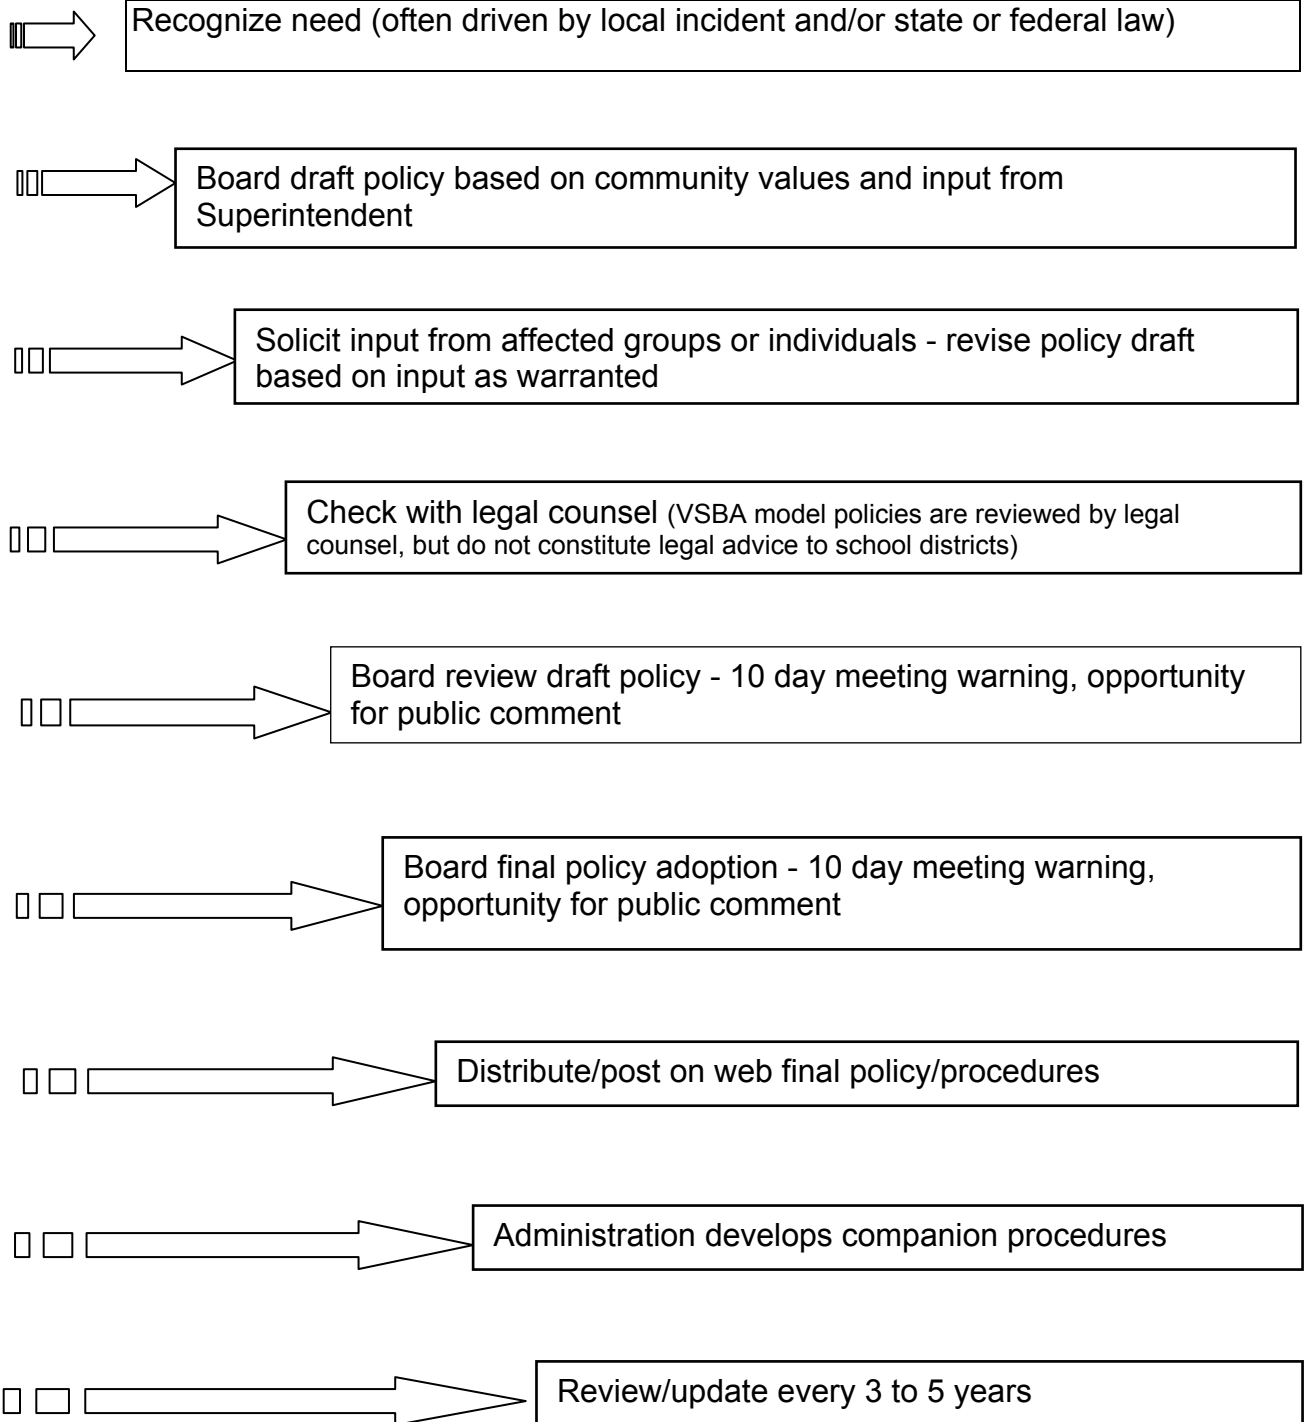 Recognize need (often driven by local incident and/or state or federal law)
Board draft policy based on community values and input from
Superintendent
Solicit input from affected groups or individuals - revise policy draft
based on input as warranted
Check with legal counsel (VSBA model policies are reviewed by legal
counsel, but do not constitute legal advice to school districts)
Board review draft policy - 10 day meeting warning, opportunity
for public comment
Board final policy adoption - 10 day meeting warning,
opportunity for public comment
Distribute/post on web final policy/procedures
Administration develops companion procedures
Review/update every 3 to 5 years